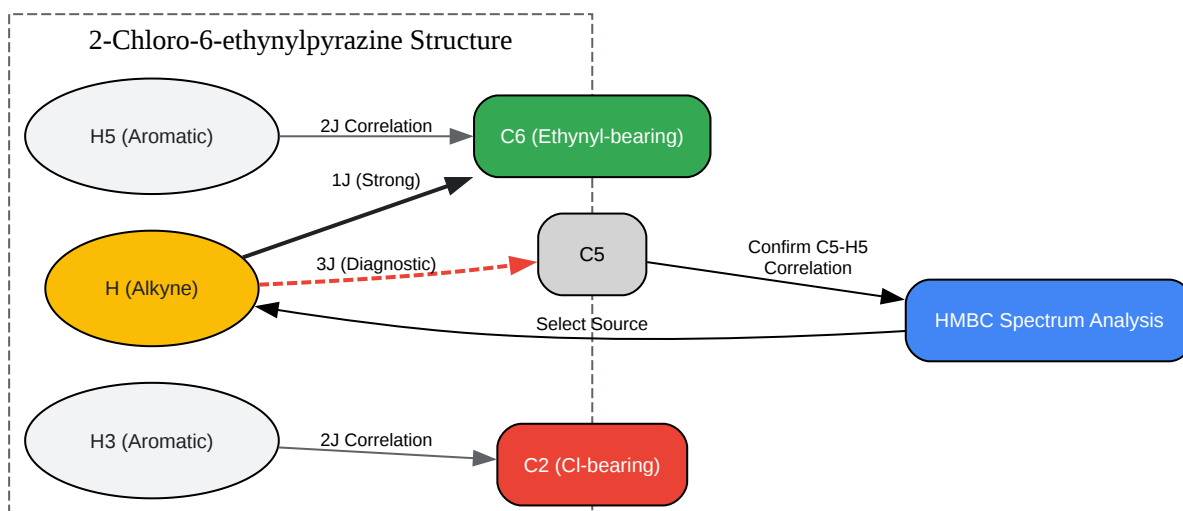 2-Chloro-6-ethynylpyrazine Structure
H5 (Aromatic)
2J Correlation
C6 (Ethynyl-bearing)
1J (Strong)
H (Alkyne)
3J (Diagnostic)
C5
Confirm C5-H5
Correlation
HMBC Spectrum Analysis
Select Source
H3 (Aromatic)
2J Correlation
C2 (Cl-bearing)